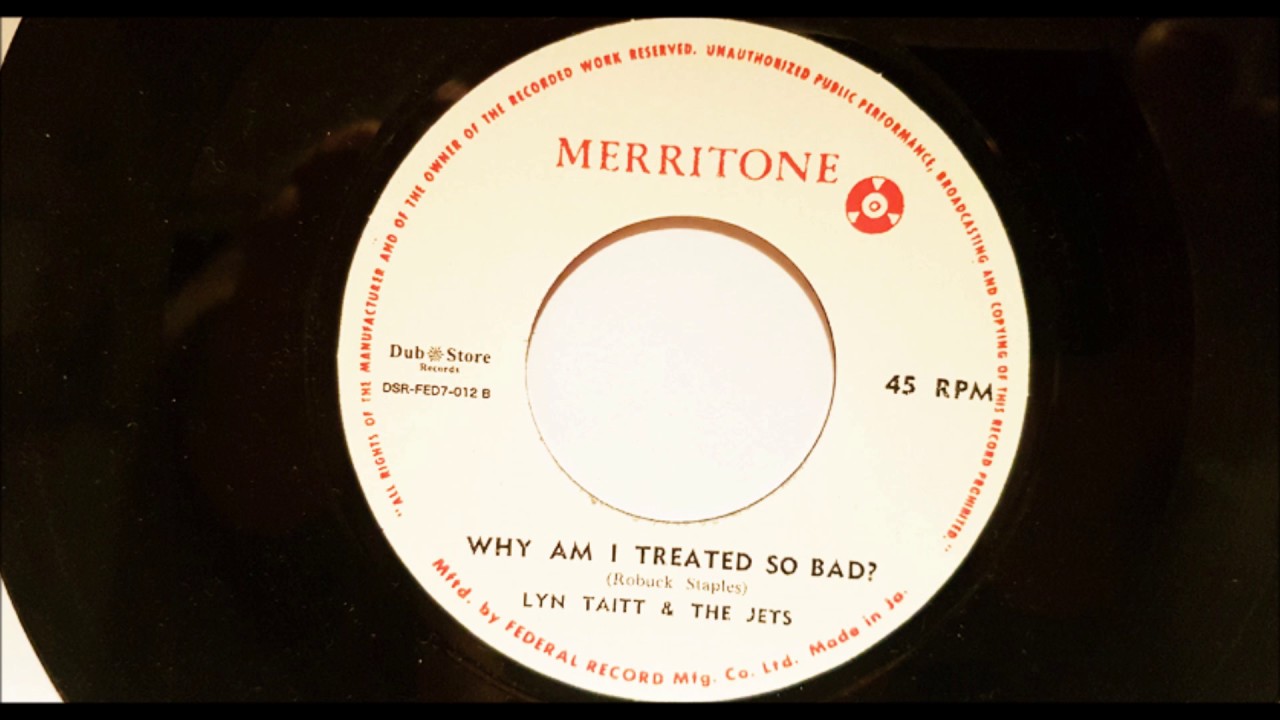 "ALL RIGHTS OF THE MANUFACTURER AND OF THE OWNER OF THE RECORDED WORK RESERVED. UNAUTHORIZED PUBLIC PERFORMANCE, BROADCASTING AND COPYING OF THIS RECORD PROHIBITED."
MERRITONE
Dub Store
Records
DSR-FED7-012 B
45 RPM
WHY AM I TREATED SO BAD?
(Robuck Staples)
LYN TAITT & THE JETS
Mftd. by FEDERAL RECORD Mfg. Co. Ltd. Made in Ja.